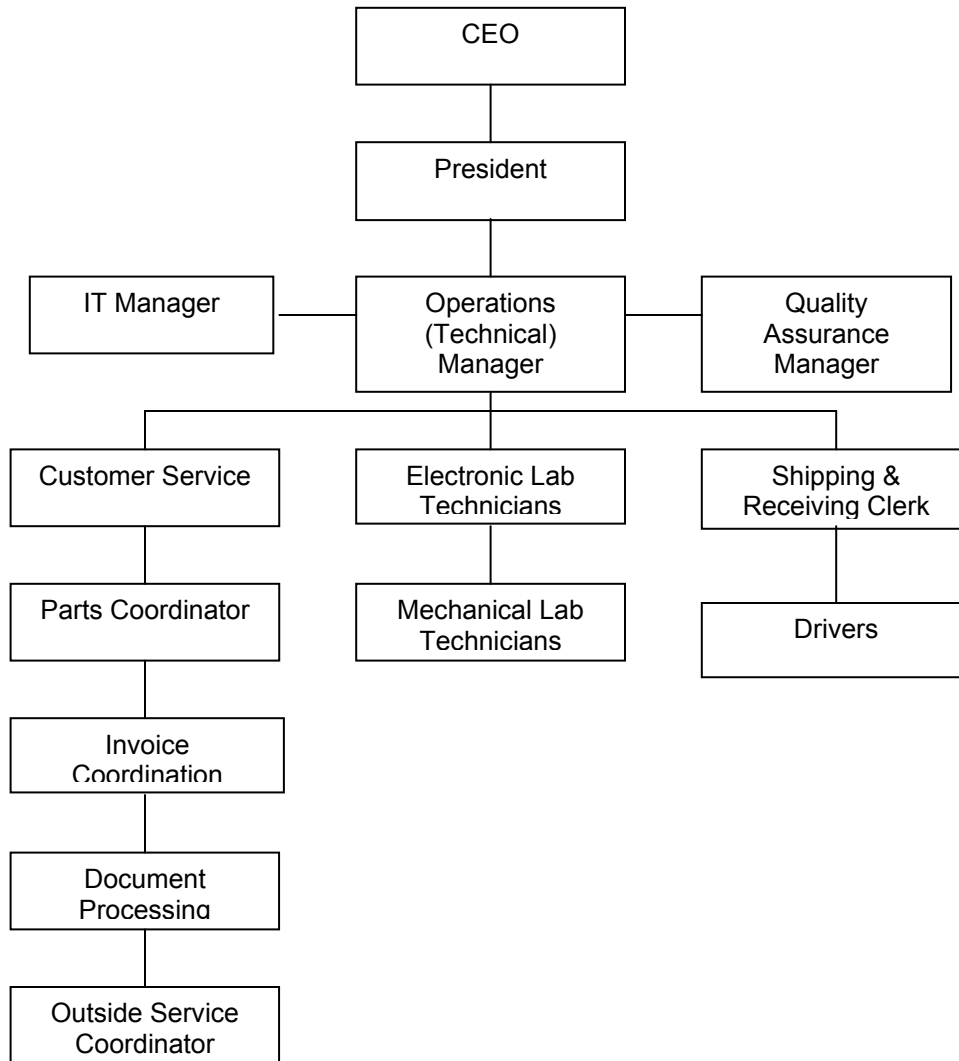 CEO
President
IT Manager
Operations
(Technical)
Manager
Quality
Assurance
Manager
Customer Service
Electronic Lab
Technicians
Shipping &
Receiving Clerk
Parts Coordinator
Mechanical Lab
Technicians
Drivers
Invoice
Coordination
Document
Processing
Outside Service
Coordinator